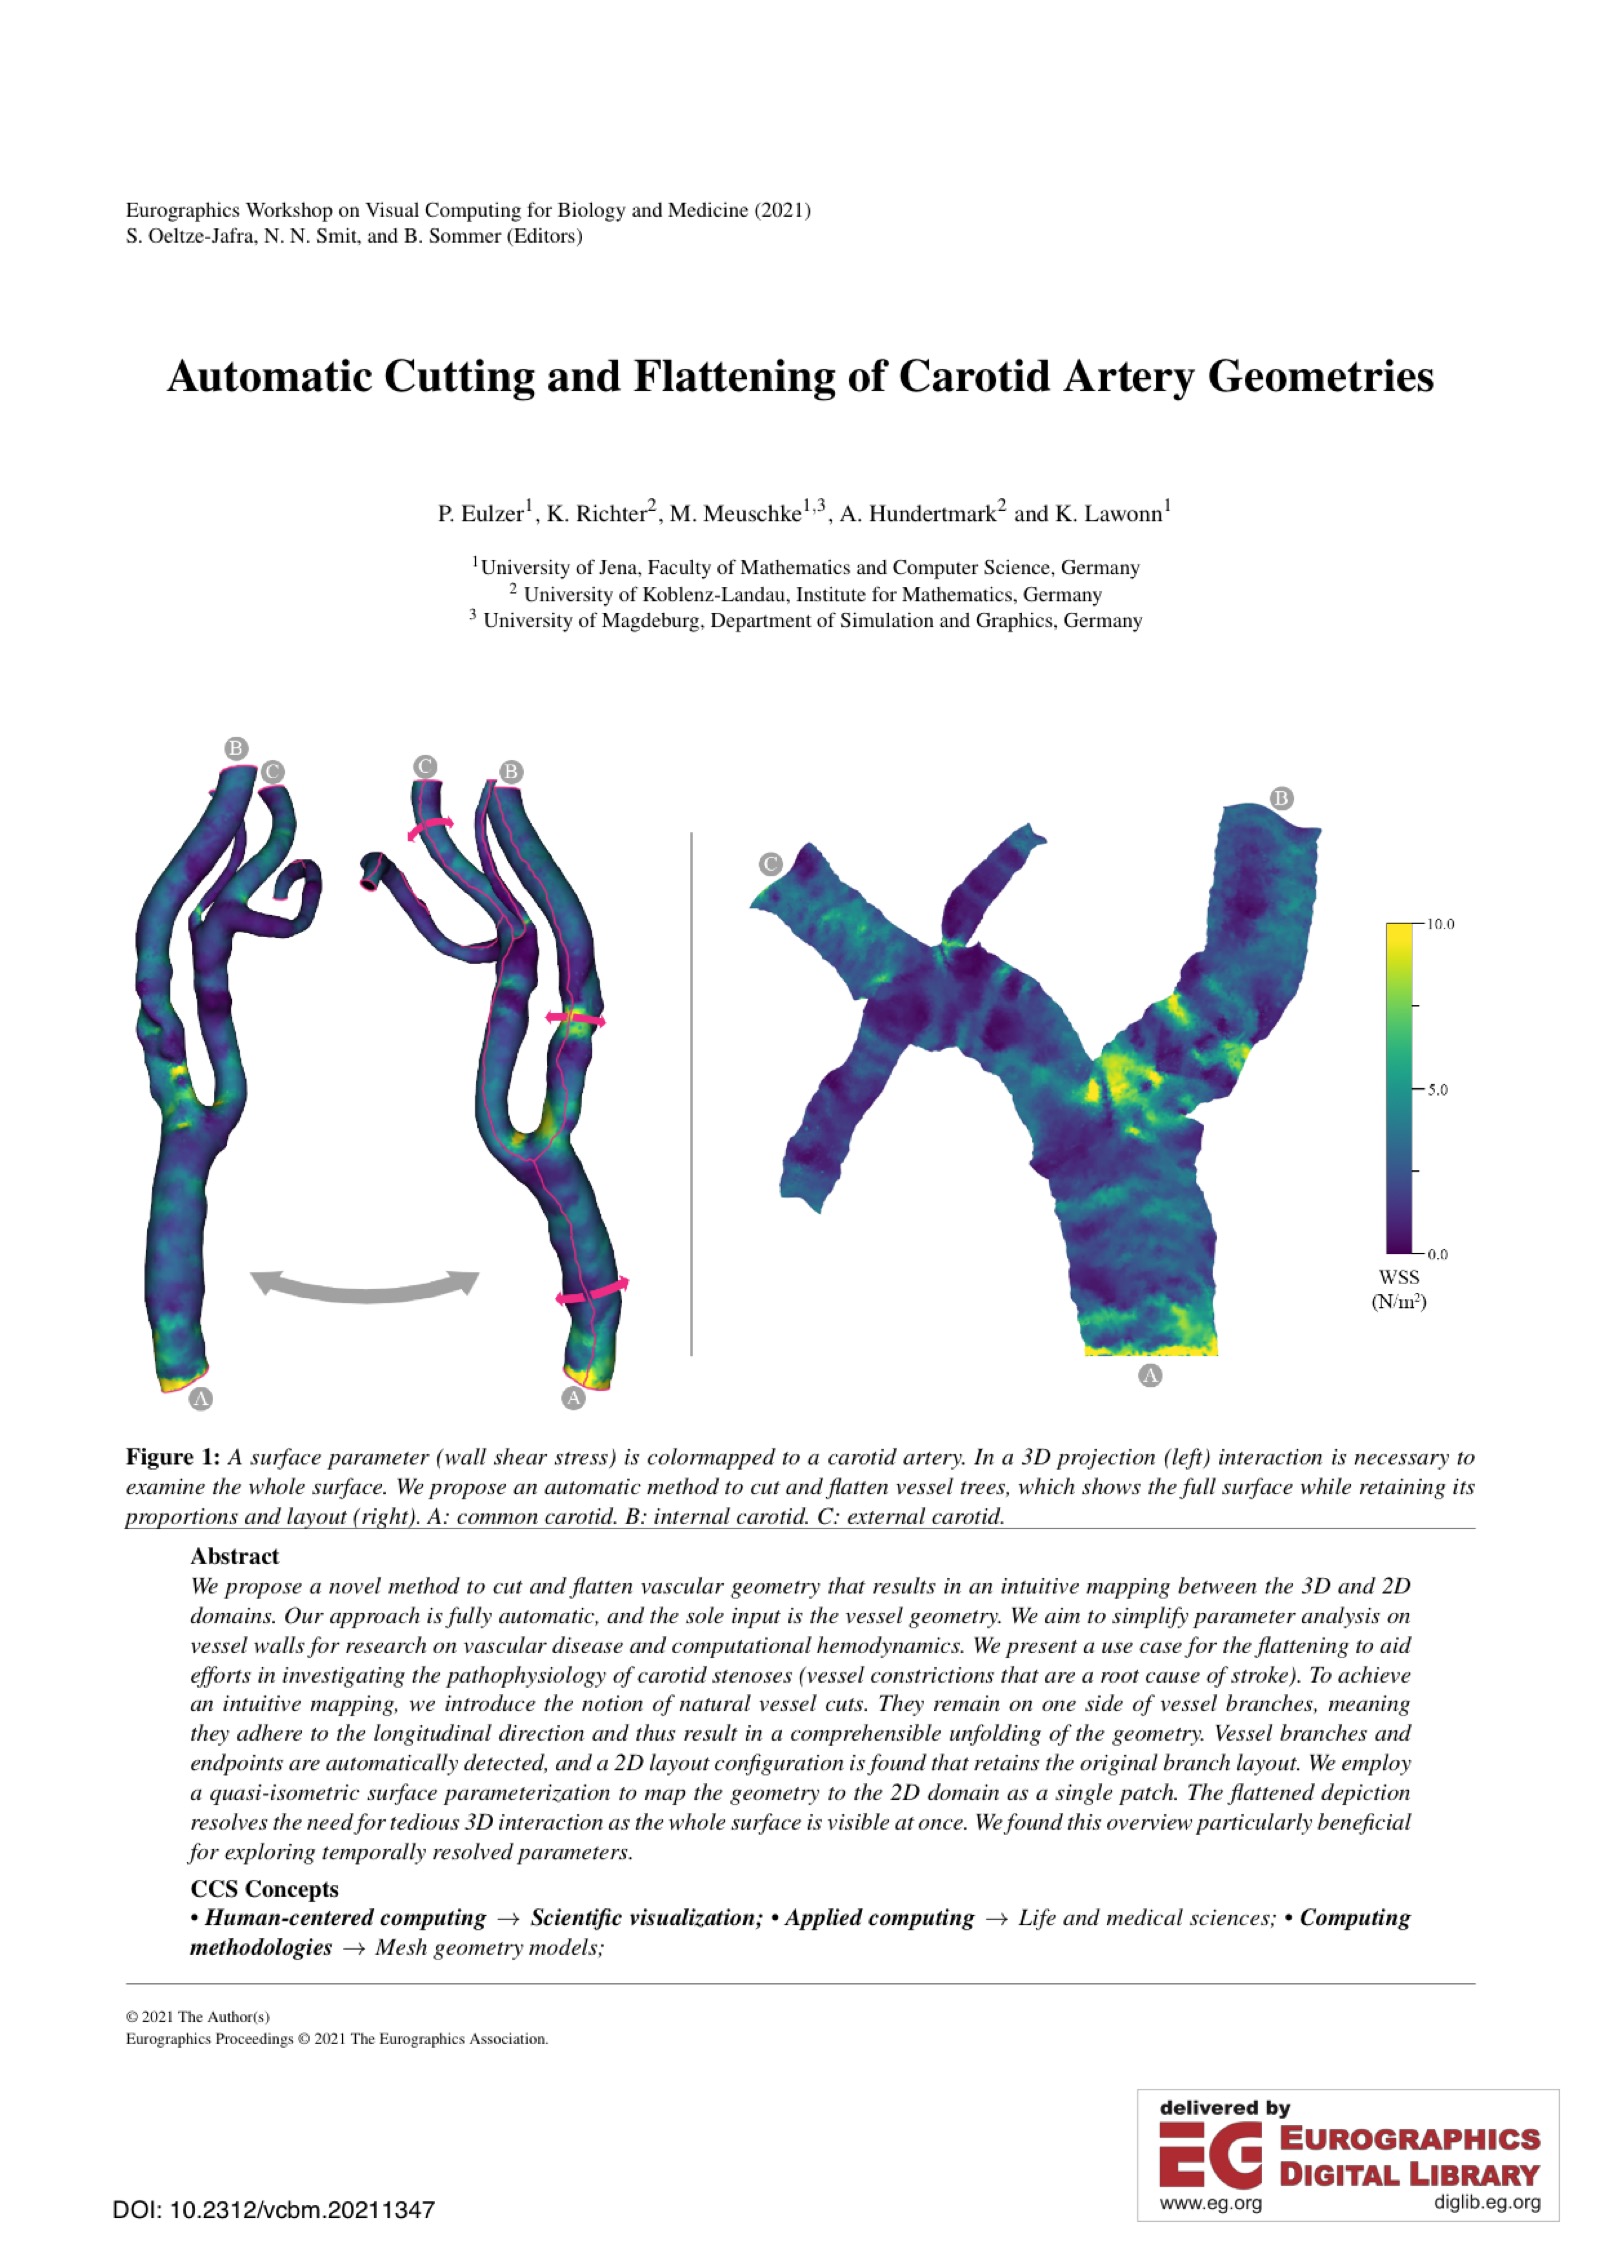 Eurographics Workshop on Visual Computing for Biology and Medicine (2021)
S. Oeltze-Jafra, N. N. Smit, and B. Sommer (Editors)
Automatic Cutting and Flattening of Carotid Artery Geometries
P. Eulzer1, K. Richter2, M. Meuschke1,3, A. Hundertmark2 and K. Lawonn1
1 University of Jena, Faculty of Mathematics and Computer Science, Germany
2 University of Koblenz-Landau, Institute for Mathematics, Germany
3 University of Magdeburg, Department of Simulation and Graphics, Germany
B
C
C
B
A
A
C
B
A
10.0
5.0
0.0
WSS
(N/m²)
Figure 1: A surface parameter (wall shear stress) is colormapped to a carotid artery. In a 3D projection (left) interaction is necessary to
examine the whole surface. We propose an automatic method to cut and flatten vessel trees, which shows the full surface while retaining its
proportions and layout (right). A: common carotid. B: internal carotid. C: external carotid.
Abstract
We propose a novel method to cut and flatten vascular geometry that results in an intuitive mapping between the 3D and 2D
domains. Our approach is fully automatic, and the sole input is the vessel geometry. We aim to simplify parameter analysis on
vessel walls for research on vascular disease and computational hemodynamics. We present a use case for the flattening to aid
efforts in investigating the pathophysiology of carotid stenoses (vessel constrictions that are a root cause of stroke). To achieve
an intuitive mapping, we introduce the notion of natural vessel cuts. They remain on one side of vessel branches, meaning
they adhere to the longitudinal direction and thus result in a comprehensible unfolding of the geometry. Vessel branches and
endpoints are automatically detected, and a 2D layout configuration is found that retains the original branch layout. We employ
a quasi-isometric surface parameterization to map the geometry to the 2D domain as a single patch. The flattened depiction
resolves the need for tedious 3D interaction as the whole surface is visible at once. We found this overview particularly beneficial
for exploring temporally resolved parameters.
CCS Concepts
• Human-centered computing → Scientific visualization; • Applied computing → Life and medical sciences; • Computing
methodologies → Mesh geometry models;
© 2021 The Author(s)
Eurographics Proceedings © 2021 The Eurographics Association.
delivered by
EG EUROGRAPHICS
DIGITAL LIBRARY
www.eg.org diglib.eg.org
DOI: 10.2312/vcbm.20211347